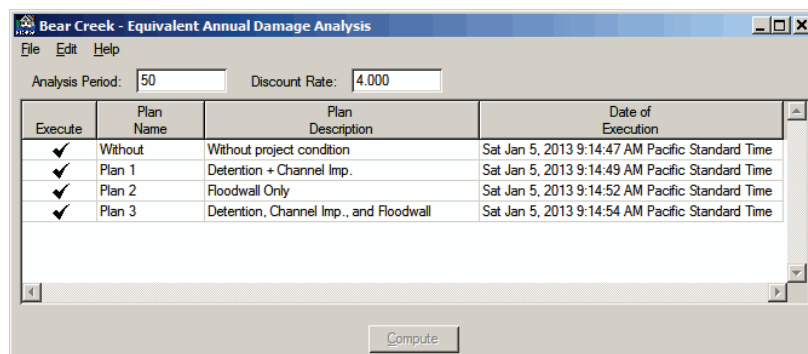 Bear Creek - Equivalent Annual Damage Analysis
File Edit Help
Analysis Period: 50 Discount Rate: 4.000
Plan Plan Date of
Execute Name Description Execution
Without Without project condition Sat Jan 5, 2013 9:14:47 AM Pacific Standard Time
Plan 1 Detention + Channel Imp. Sat Jan 5, 2013 9:14:49 AM Pacific Standard Time
Plan 2 Floodwall Only Sat Jan 5, 2013 9:14:52 AM Pacific Standard Time
Plan 3 Detention, Channel Imp., and Floodwall Sat Jan 5, 2013 9:14:54 AM Pacific Standard Time
Compute